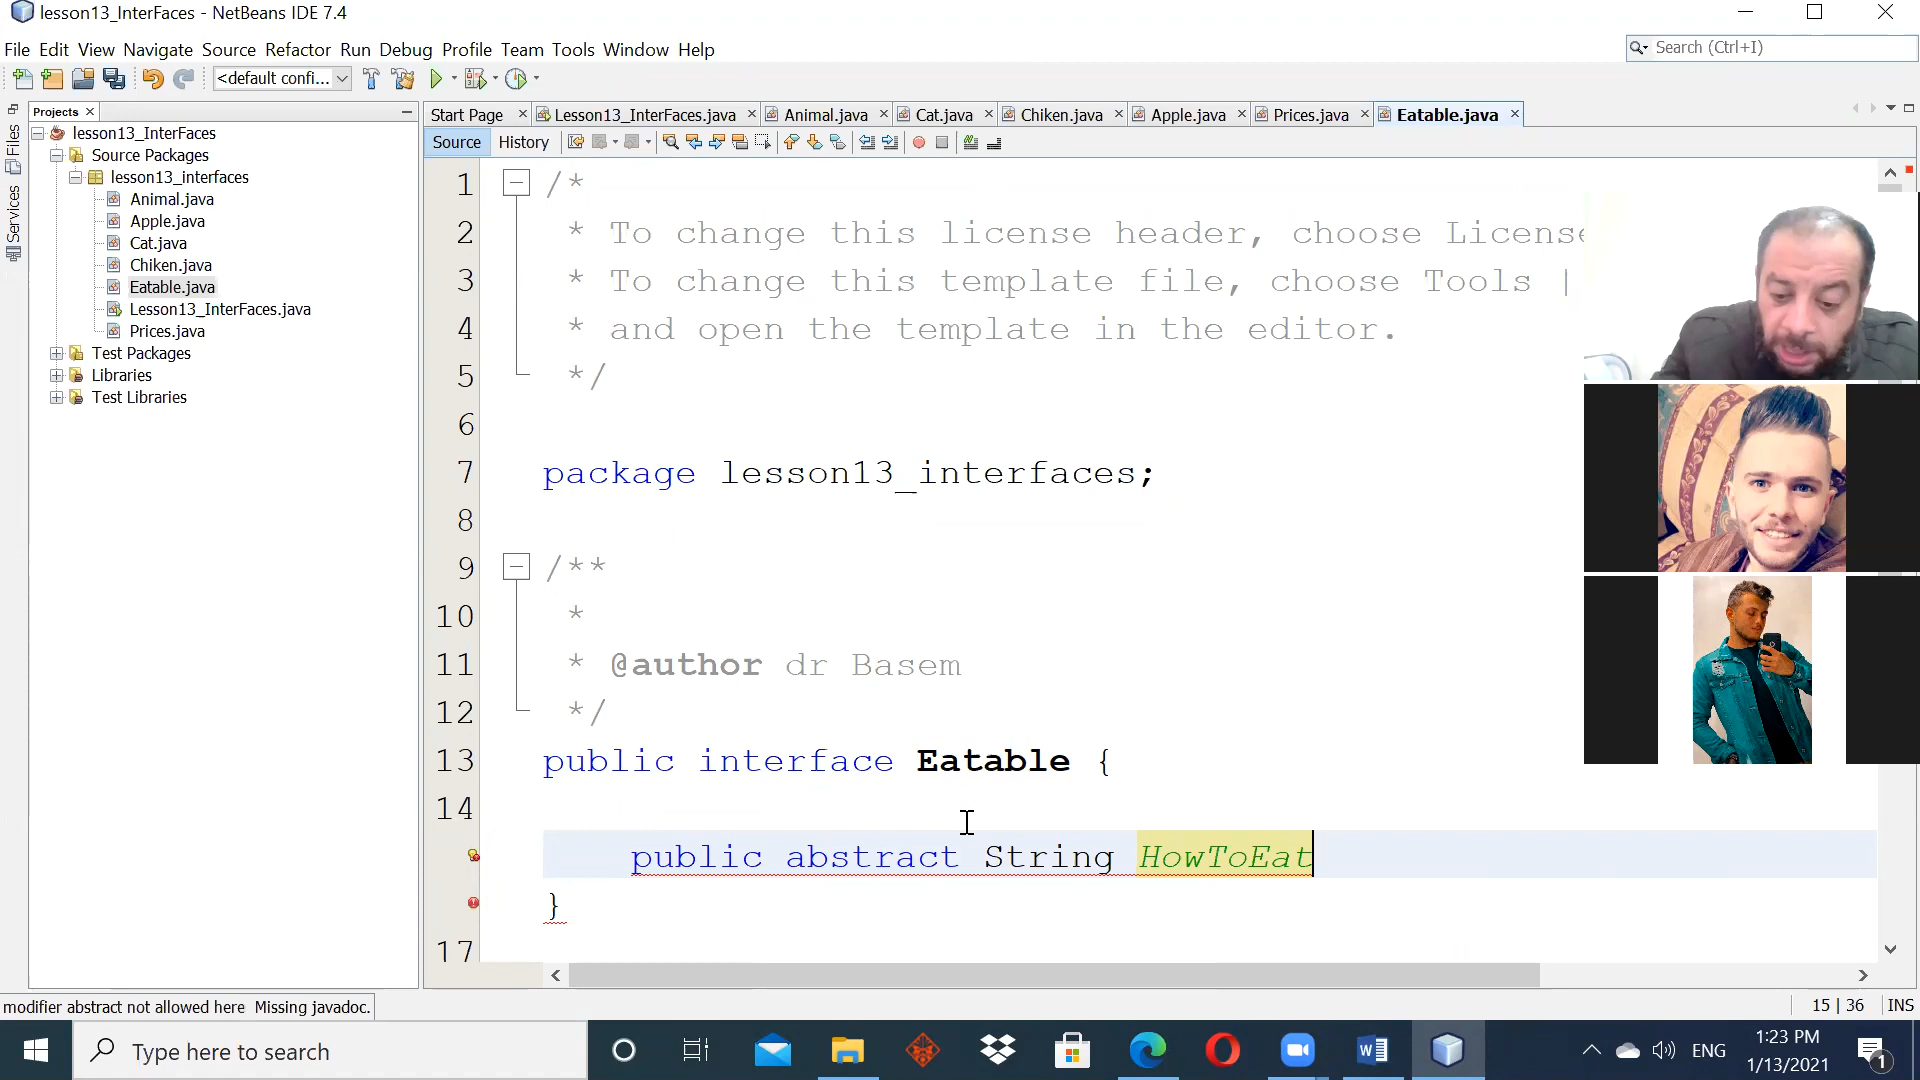 lesson13_InterFaces - NetBeans IDE 7.4
File Edit View Navigate Source Refactor Run Debug Profile Team Tools Window Help
Search (Ctrl+I)
<default confi...
Projects
Files
Services
lesson13_InterFaces
Source Packages
lesson13_interfaces
Animal.java
Apple.java
Cat.java
Chiken.java
Eatable.java
Lesson13_InterFaces.java
Prices.java
Test Packages
Libraries
Test Libraries
Start Page Lesson13_InterFaces.java Animal.java Cat.java Chiken.java Apple.java Prices.java Eatable.java
Source History
1 /*
2 * To change this license header, choose License
3 * To change this template file, choose Tools |
4 * and open the template in the editor.
5 */
6
7 package lesson13_interfaces;
8
9 /**
10 *
11 * @author dr Basem
12 */
13 public interface Eatable {
14
public abstract String HowToEat
}
17
modifier abstract not allowed here Missing javadoc.
15 | 36 INS
Type here to search
ENG
1:23 PM
1/13/2021
1